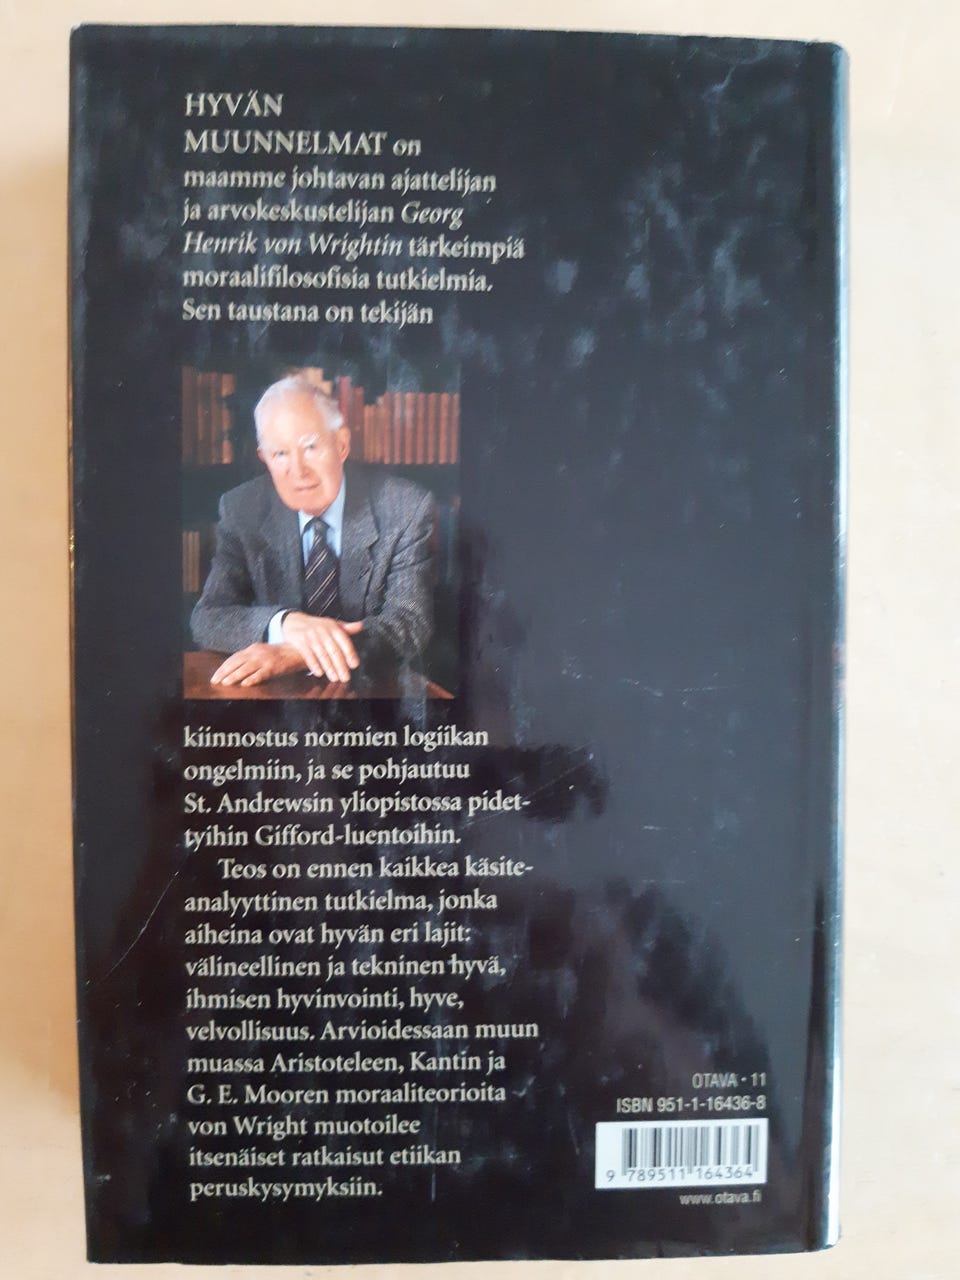 HYVÄN
MUUNNELMAT on
maamme johtavan ajattelijan
ja arvokeskustelijan Georg
Henrik von Wrightin tärkeimpiä
moraalifilosofisia tutkielmia.
Sen taustana on tekijän
kiinnostus normien logiikan
ongelmiin, ja se pohjautuu
St. Andrewsin yliopistossa pidet-
tyihin Gifford-luentoihin.
Teos on ennen kaikkea käsite-
analyyttinen tutkielma, jonka
aiheina ovat hyvän eri lajit:
välineellinen ja tekninen hyvä,
ihmisen hyvinvointi, hyve,
velvollisuus. Arvioidessaan muun
muassa Aristoteleen, Kantin ja
G. E. Mooren moraaliteorioita
von Wright muotoilee
itsenäiset ratkaisut etiikan
peruskysymyksiin.
OTAVA · 11
ISBN 951-1-16436-8
9 789511 164364
www.otava.fi